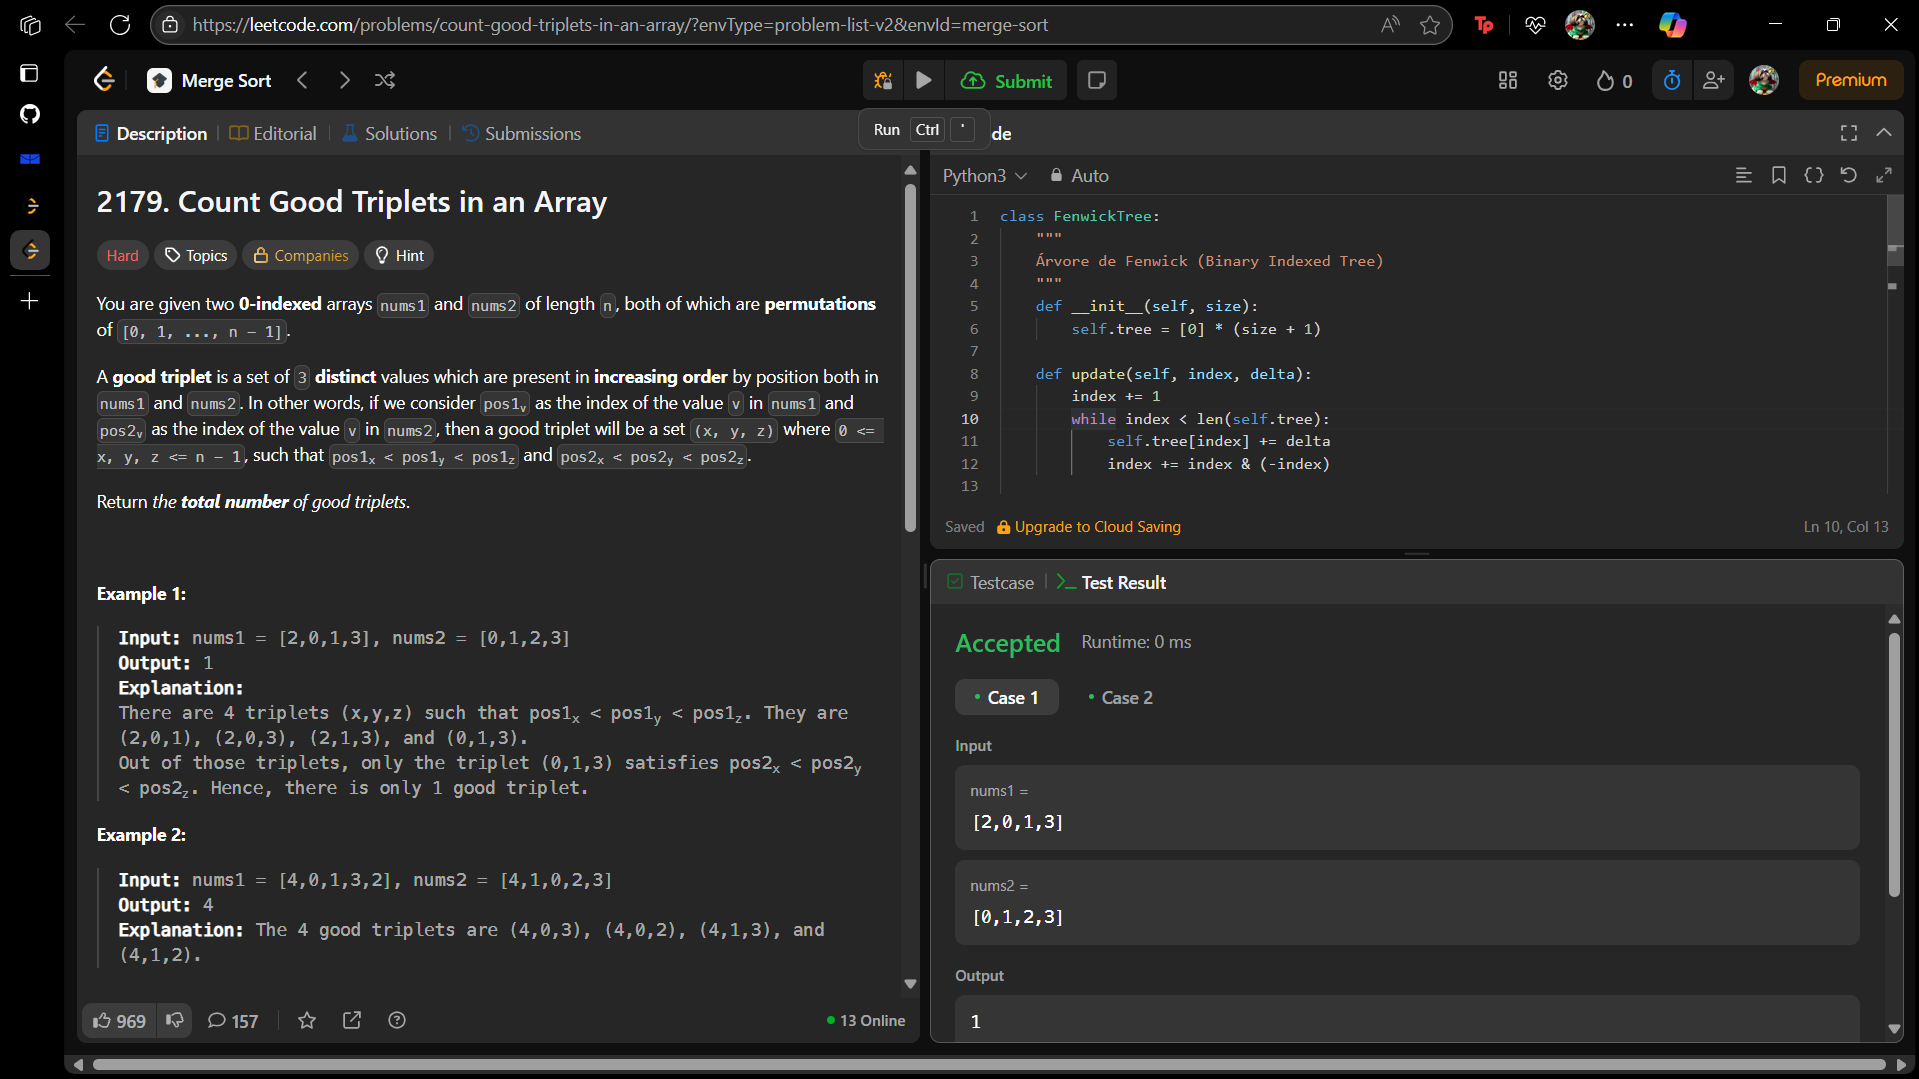 https://leetcode.com/problems/count-good-triplets-in-an-array/?envType=problem-list-v2&envId=merge-sort
Merge Sort
Submit
0
Premium
Description
Editorial
Solutions
Submissions
Run Ctrl '
de
2179. Count Good Triplets in an Array
Hard
Topics
Companies
Hint
You are given two 0-indexed arrays nums1 and nums2 of length n, both of which are permutations
of [0, 1, ..., n - 1].
A good triplet is a set of 3 distinct values which are present in increasing order by position both in
nums1 and nums2. In other words, if we consider pos1v as the index of the value v in nums1 and
pos2v as the index of the value v in nums2, then a good triplet will be a set (x, y, z) where 0 <=
x, y, z <= n - 1, such that pos1x < pos1y < pos1z and pos2x < pos2y < pos2z.
Return the total number of good triplets.
Example 1:
Input: nums1 = [2,0,1,3], nums2 = [0,1,2,3]
Output: 1
Explanation:
There are 4 triplets (x,y,z) such that pos1x < pos1y < pos1z. They are
(2,0,1), (2,0,3), (2,1,3), and (0,1,3).
Out of those triplets, only the triplet (0,1,3) satisfies pos2x < pos2y
< pos2z. Hence, there is only 1 good triplet.
Example 2:
Input: nums1 = [4,0,1,3,2], nums2 = [4,1,0,2,3]
Output: 4
Explanation: The 4 good triplets are (4,0,3), (4,0,2), (4,1,3), and
(4,1,2).
969
157
13 Online
Python3
Auto
1 class FenwickTree:
2 """
3 Árvore de Fenwick (Binary Indexed Tree)
4 """
5 def __init__(self, size):
6 self.tree = [0] * (size + 1)
7
8 def update(self, index, delta):
9 index += 1
10 while index < len(self.tree):
11 self.tree[index] += delta
12 index += index & (-index)
13
Saved
Upgrade to Cloud Saving
Ln 10, Col 13
Testcase
Test Result
Accepted
Runtime: 0 ms
Case 1
Case 2
Input
nums1 =
[2,0,1,3]
nums2 =
[0,1,2,3]
Output
1